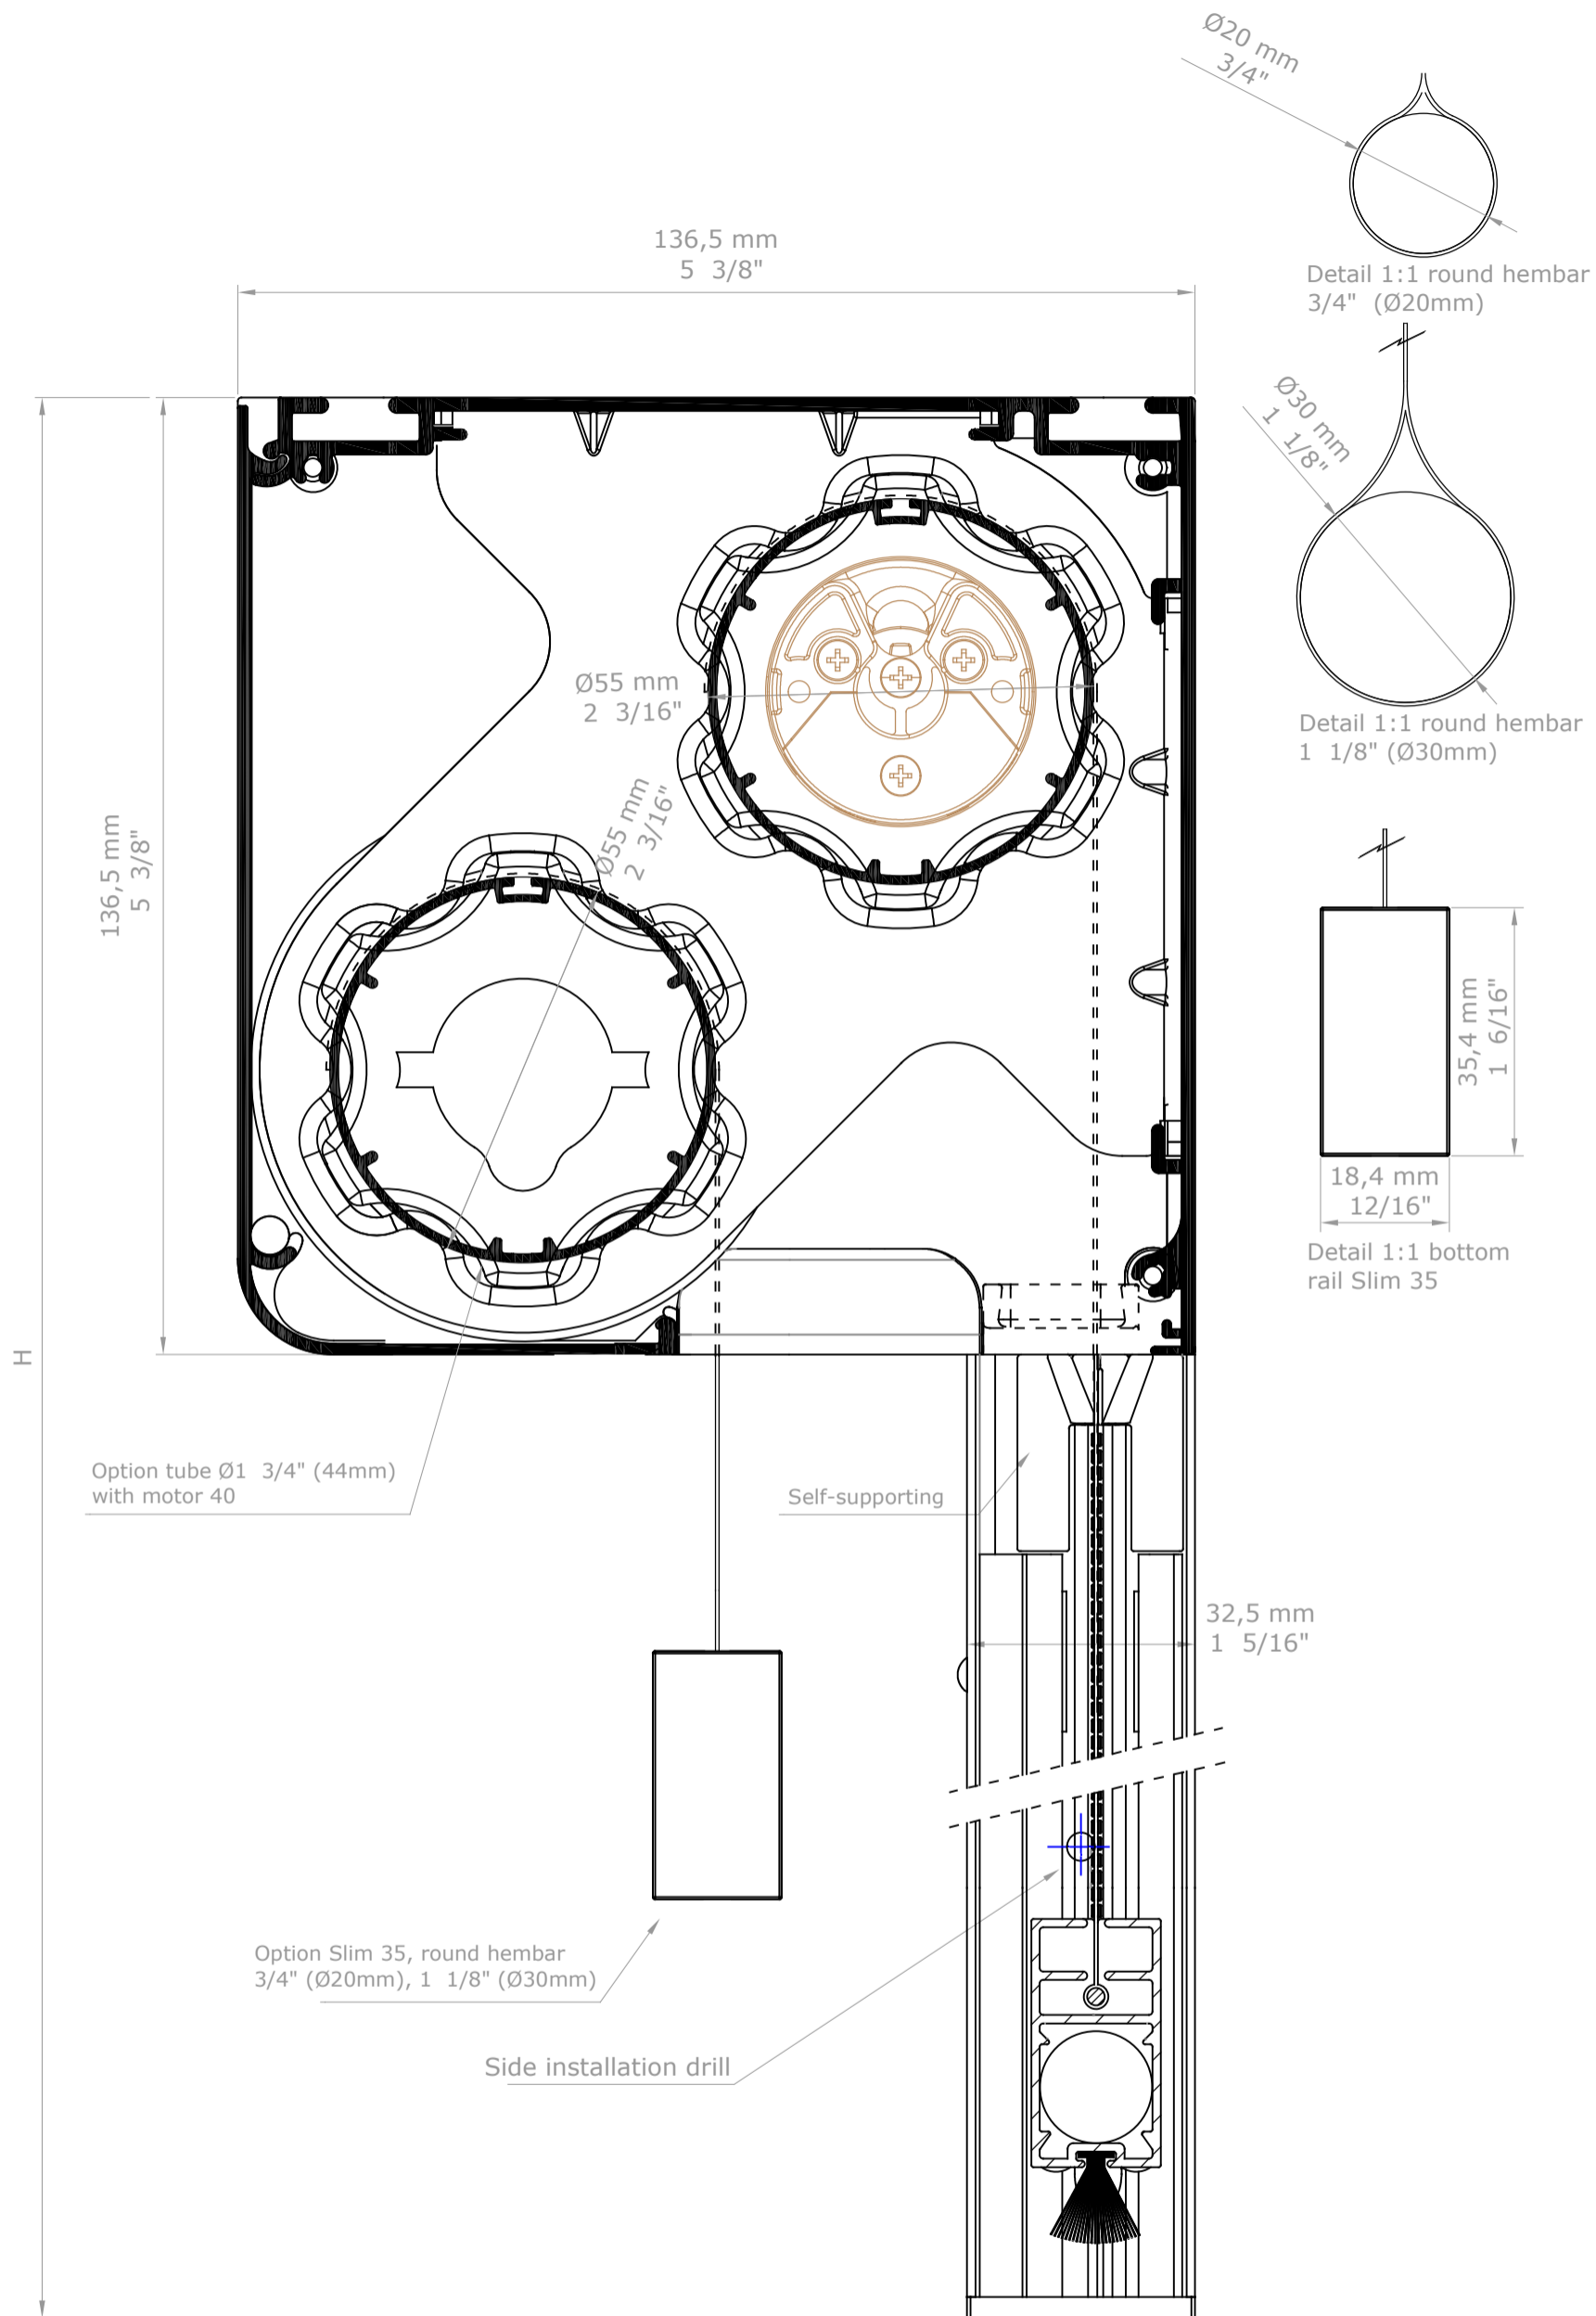 Ø20 mm
3/4"
Detail 1:1 round hembar
3/4" (Ø20mm)
136,5 mm
5 3/8"
Ø30 mm
1 1/8"
Detail 1:1 round hembar
1 1/8" (Ø30mm)
Ø55 mm
2 3/16"
Ø55 mm
2 3/16"
136,5 mm
5 3/8"
35,4 mm
1 6/16"
18,4 mm
12/16"
Detail 1:1 bottom
rail Slim 35
H
Option tube Ø1 3/4" (44mm)
with motor 40
Self-supporting
32,5 mm
1 5/16"
Option Slim 35, round hembar
3/4" (Ø20mm), 1 1/8" (Ø30mm)
Side installation drill